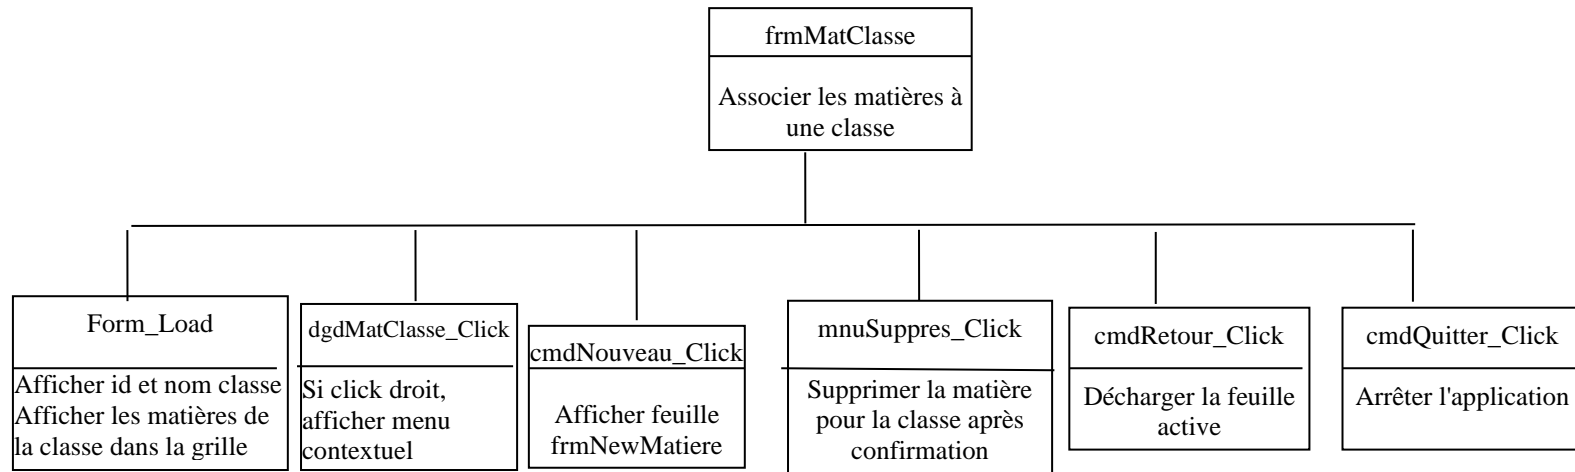 frmMatClasse
Associer les matières à
une classe
Form_Load
Afficher id et nom classe
Afficher les matières de
la classe dans la grille
dgdMatClasse_Click
Si click droit,
afficher menu
contextuel
cmdNouveau_Click
Afficher feuille
frmNewMatiere
mnuSuppres_Click
Supprimer la matière
pour la classe après
confirmation
cmdRetour_Click
Décharger la feuille
active
cmdQuitter_Click
Arrêter l'application